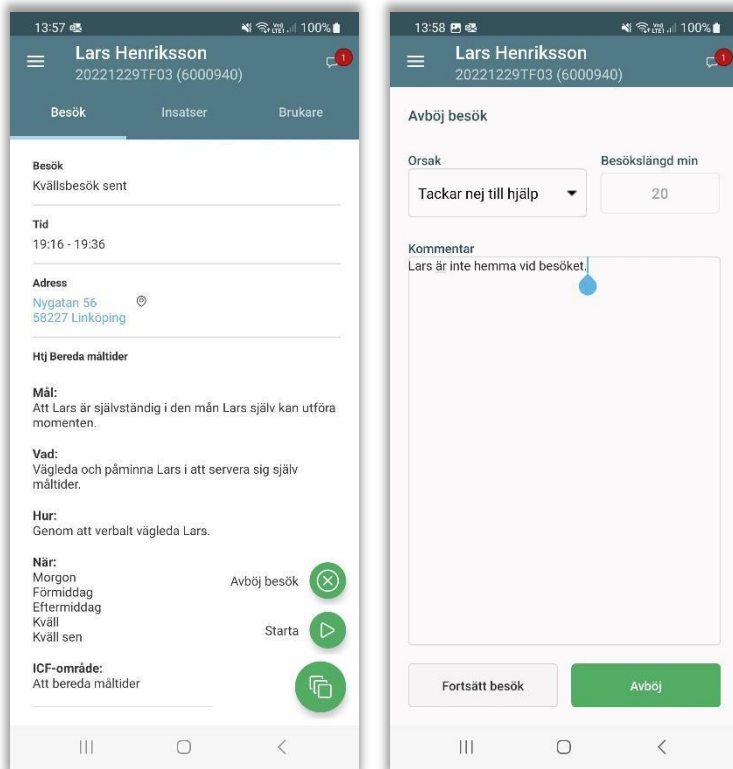 13:57
100%
Lars Henriksson
20221229TF03 (6000940)
1
Besök
Insatser
Brukare
Besök
Kvällsbesök sent
Tid
19:16 - 19:36
Adress
Nygatan 56
58227 Linköping
Htj Bereda måltider
Mål:
Att Lars är självständig i den mån Lars själv kan utföra
momenten.
Vad:
Vägleda och påminna Lars i att servera sig själv
måltider.
Hur:
Genom att verbalt vägleda Lars.
När:
Morgon
Förmiddag
Eftermiddag
Kväll
Kväll sen
Avböj besök
Starta
ICF-område:
Att bereda måltider
13:58
100%
Lars Henriksson
20221229TF03 (6000940)
1
Avböj besök
Orsak
Besökslängd min
Tackar nej till hjälp
20
Kommentar
Lars är inte hemma vid besöket.
Fortsätt besök
Avböj